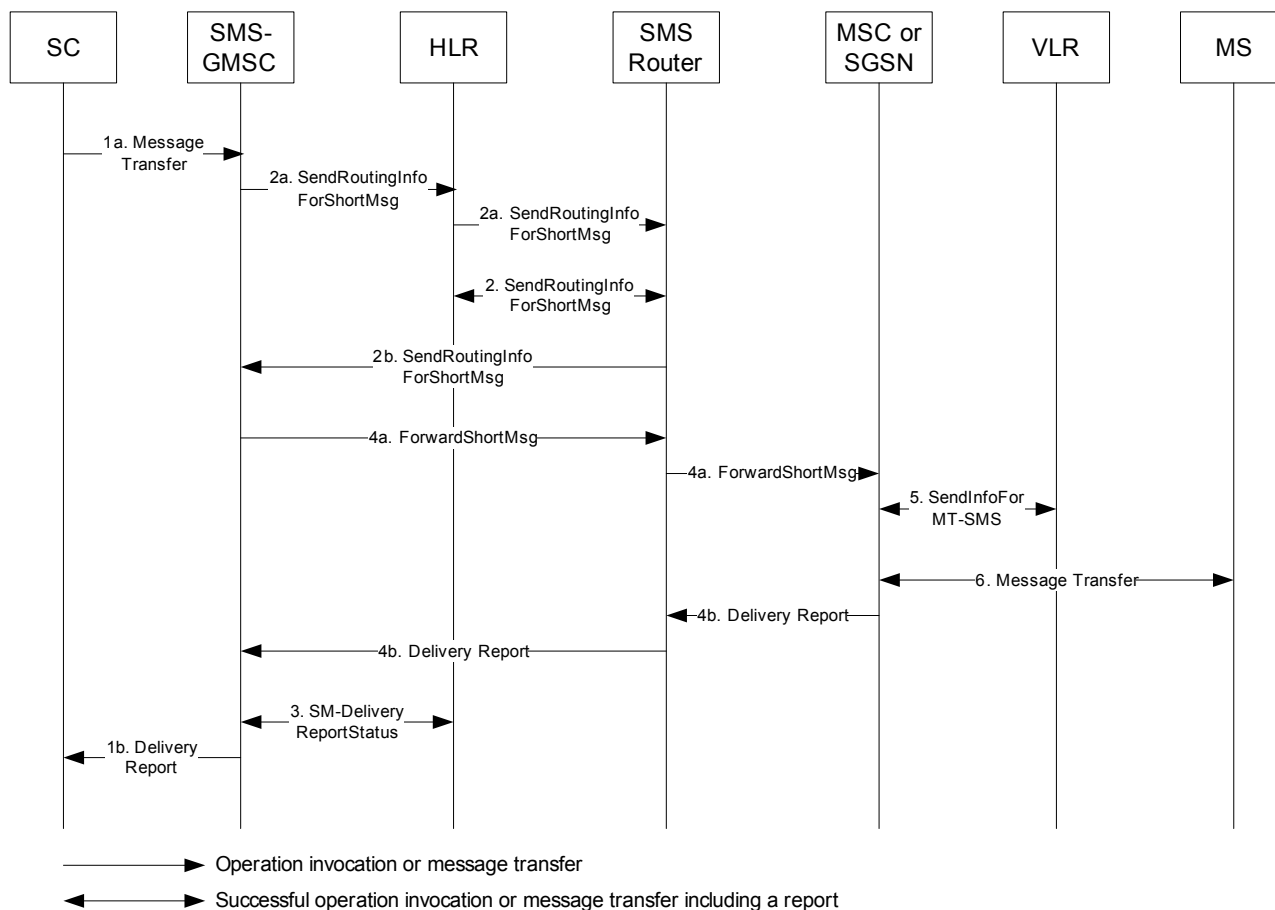 SC
SMS-
GMSC
HLR
SMS
Router
MSC or
SGSN
VLR
MS
1a. Message
Transfer
2a. SendRoutingInfo
ForShortMsg
2a. SendRoutingInfo
ForShortMsg
2. SendRoutingInfo
ForShortMsg
2b. SendRoutingInfo
ForShortMsg
4a. ForwardShortMsg
4a. ForwardShortMsg
5. SendInfoFor
MT-SMS
6. Message Transfer
4b. Delivery Report
4b. Delivery Report
3. SM-Delivery
ReportStatus
1b. Delivery
Report
Operation invocation or message transfer
Successful operation invocation or message transfer including a report